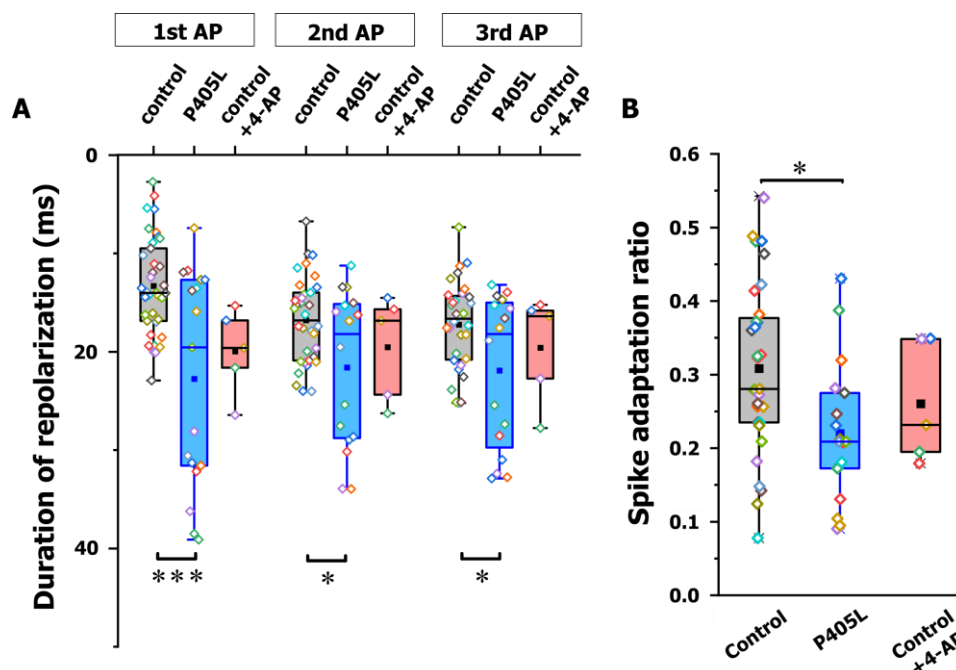 1st AP
2nd AP
3rd AP
control
P405L
control
+4-AP
control
P405L
control
+4-AP
control
P405L
control
+4-AP
A
Duration of repolarization (ms)
0
20
40
***
*
*
B
Spike adaptation ratio
0.6
0.5
0.4
0.3
0.2
0.1
0.0
*
Control
P405L
Control
+4-AP